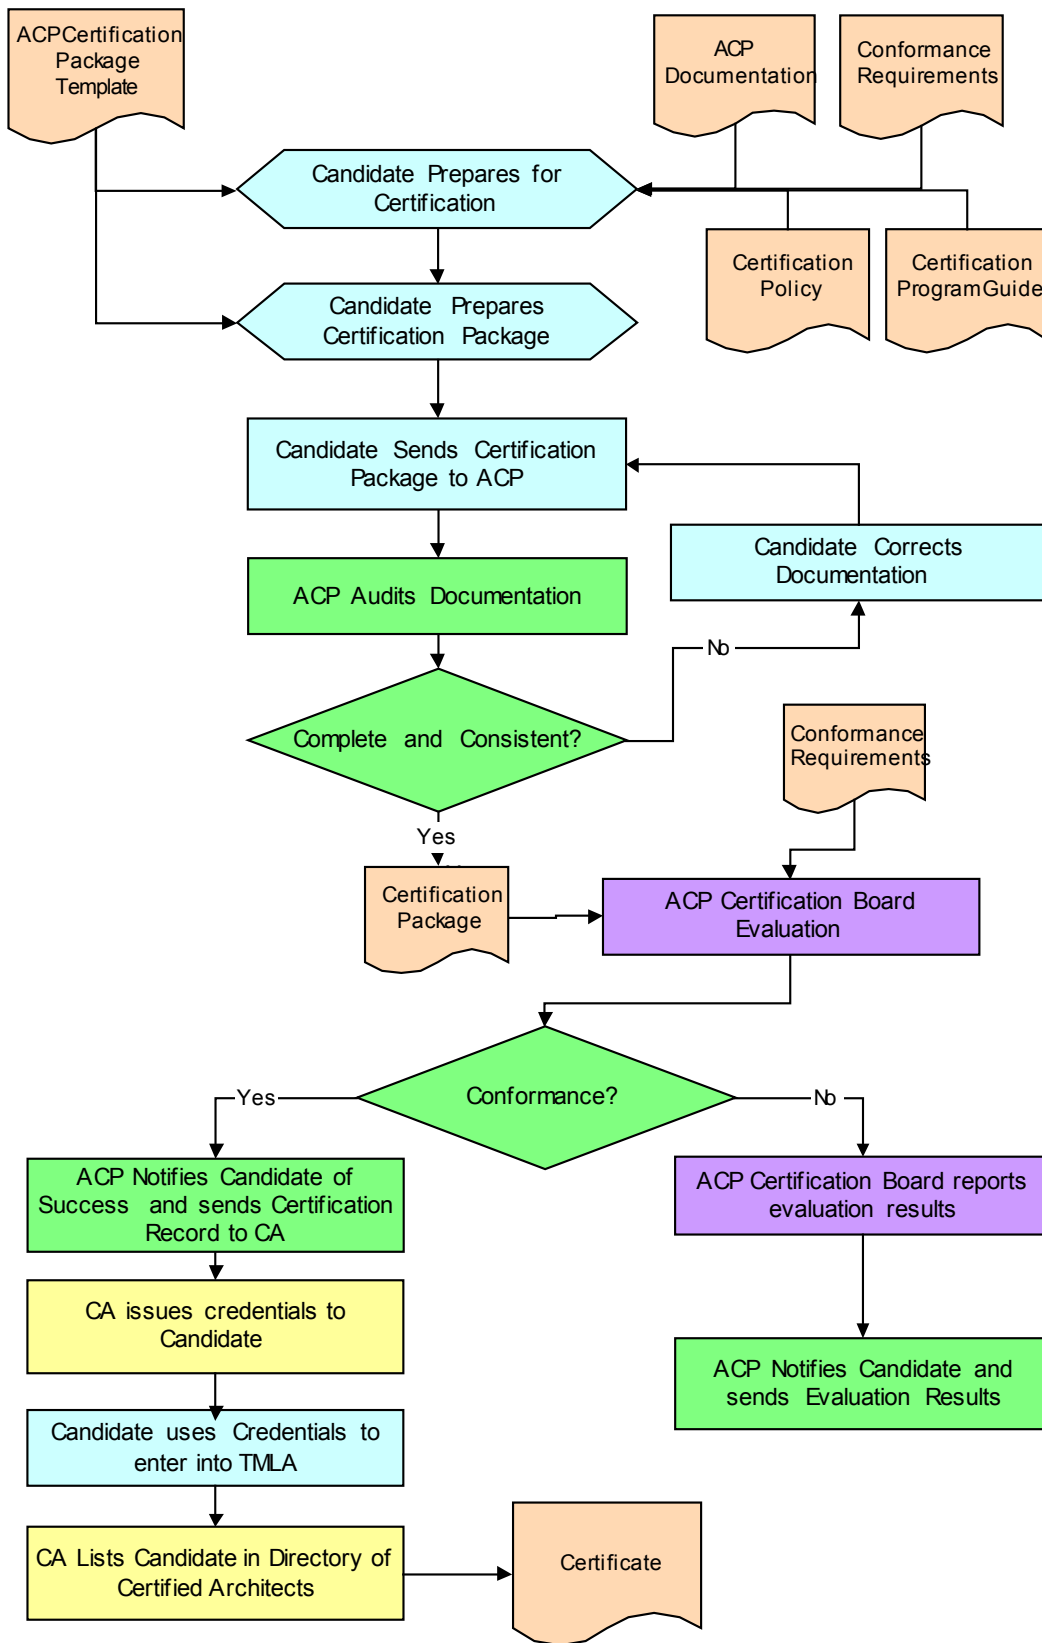 ACPCertification
Package
Template
ACP
Documentation
Conformance
Requirements
Candidate Prepares for
Certification
Certification
Policy
Certification
ProgramGuide
Candidate Prepares
Certification Package
Candidate Sends Certification
Package to ACP
Candidate Corrects
Documentation
ACP Audits Documentation
No
Complete and Consistent?
Conformance
Requirements
Yes
Certification
Package
ACP Certification Board
Evaluation
Conformance?
Yes
No
ACP Notifies Candidate of
Success and sends Certification
Record to CA
ACP Certification Board reports
evaluation results
CA issues credentials to
Candidate
ACP Notifies Candidate and
sends Evaluation Results
Candidate uses Credentials to
enter into TMLA
CA Lists Candidate in Directory of
Certified Architects
Certificate